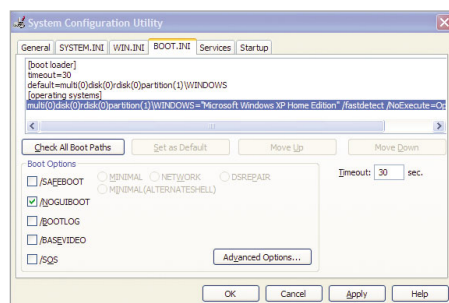 System Configuration Utility
General SYSTEM.INI WIN.INI BOOT.INI Services Startup
[boot loader]
timeout=30
default=multi(0)disk(0)rdisk(0)partition(1)\WINDOWS
[operating systems]
multi(0)disk(0)rdisk(0)partition(1)\WINDOWS="Microsoft Windows XP Home Edition" /fastdetect /NoExecute=Op
Check All Boot Paths Set as Default Move Up Move Down
Boot Options
/SAFEBOOT MINIMAL NETWORK DSREPAIR
MINIMAL(ALTERNATESHELL)
/NOGUIBOOT
/BOOTLOG
/BASEVIDEO
/SOS
Timeout: 30 sec.
Advanced Options...
OK Cancel Apply Help